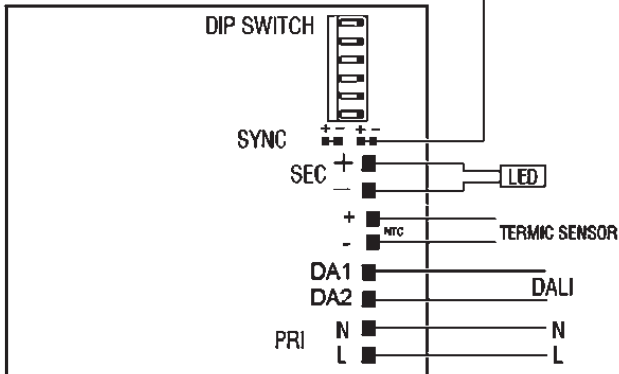 DIP SWITCH
+ - + -
SYNC
SEC +
–
LED
+
NTC
-
TERMIC SENSOR
DA1
DA2
DALI
PRI
N N
L L